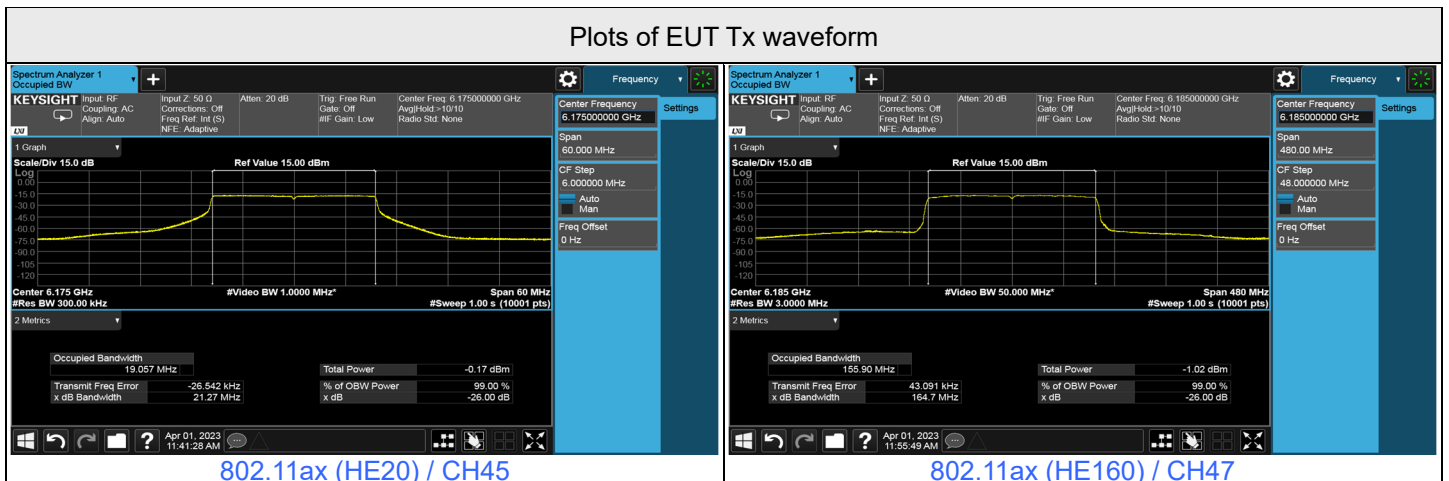 Plots of EUT Tx waveform
Spectrum Analyzer 1
Occupied BW
Frequency
KEYSIGHT
Input: RF
Coupling: AC
Align: Auto
Input Z: 50 Ω
Corrections: Off
Freq Ref: Int (S)
NFE: Adaptive
Atten: 20 dB
Trig: Free Run
Gate: Off
#IF Gain: Low
Center Freq: 6.175000000 GHz
Avg|Hold:>10/10
Radio Std: None
LXI
Center Frequency
6.175000000 GHz
Settings
Span
60.000 MHz
CF Step
6.000000 MHz
Auto
Man
Freq Offset
0 Hz
1 Graph
Scale/Div 15.0 dB
Ref Value 15.00 dBm
Log
0.00
-15.0
-30.0
-45.0
-60.0
-75.0
-90.0
-105
-120
Center 6.175 GHz
#Video BW 1.0000 MHz*
Span 60 MHz
#Res BW 300.00 kHz
#Sweep 1.00 s (10001 pts)
2 Metrics
Occupied Bandwidth
19.057 MHz
Total Power -0.17 dBm
Transmit Freq Error -26.542 kHz
% of OBW Power 99.00 %
x dB Bandwidth 21.27 MHz
x dB -26.00 dB
?
Apr 01, 2023
11:41:28 AM
802.11ax (HE20) / CH45
Spectrum Analyzer 1
Occupied BW
Frequency
KEYSIGHT
Input: RF
Coupling: AC
Align: Auto
Input Z: 50 Ω
Corrections: Off
Freq Ref: Int (S)
NFE: Adaptive
Atten: 20 dB
Trig: Free Run
Gate: Off
#IF Gain: Low
Center Freq: 6.185000000 GHz
Avg|Hold:>10/10
Radio Std: None
LXI
Center Frequency
6.185000000 GHz
Settings
Span
480.00 MHz
CF Step
48.000000 MHz
Auto
Man
Freq Offset
0 Hz
1 Graph
Scale/Div 15.0 dB
Ref Value 15.00 dBm
Log
0.00
-15.0
-30.0
-45.0
-60.0
-75.0
-90.0
-105
-120
Center 6.185 GHz
#Video BW 50.000 MHz*
Span 480 MHz
#Res BW 3.0000 MHz
#Sweep 1.00 s (10001 pts)
2 Metrics
Occupied Bandwidth
155.90 MHz
Total Power -1.02 dBm
Transmit Freq Error 43.091 kHz
% of OBW Power 99.00 %
x dB Bandwidth 164.7 MHz
x dB -26.00 dB
?
Apr 01, 2023
11:55:49 AM
802.11ax (HE160) / CH47